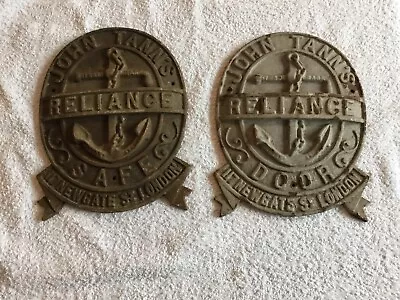 JOHN TANN'S
RELIANCE
SAFE
NEWGATE ST LONDON
JOHN TANN'S
RELIANCE
DOOR
NEWGATE ST LONDON